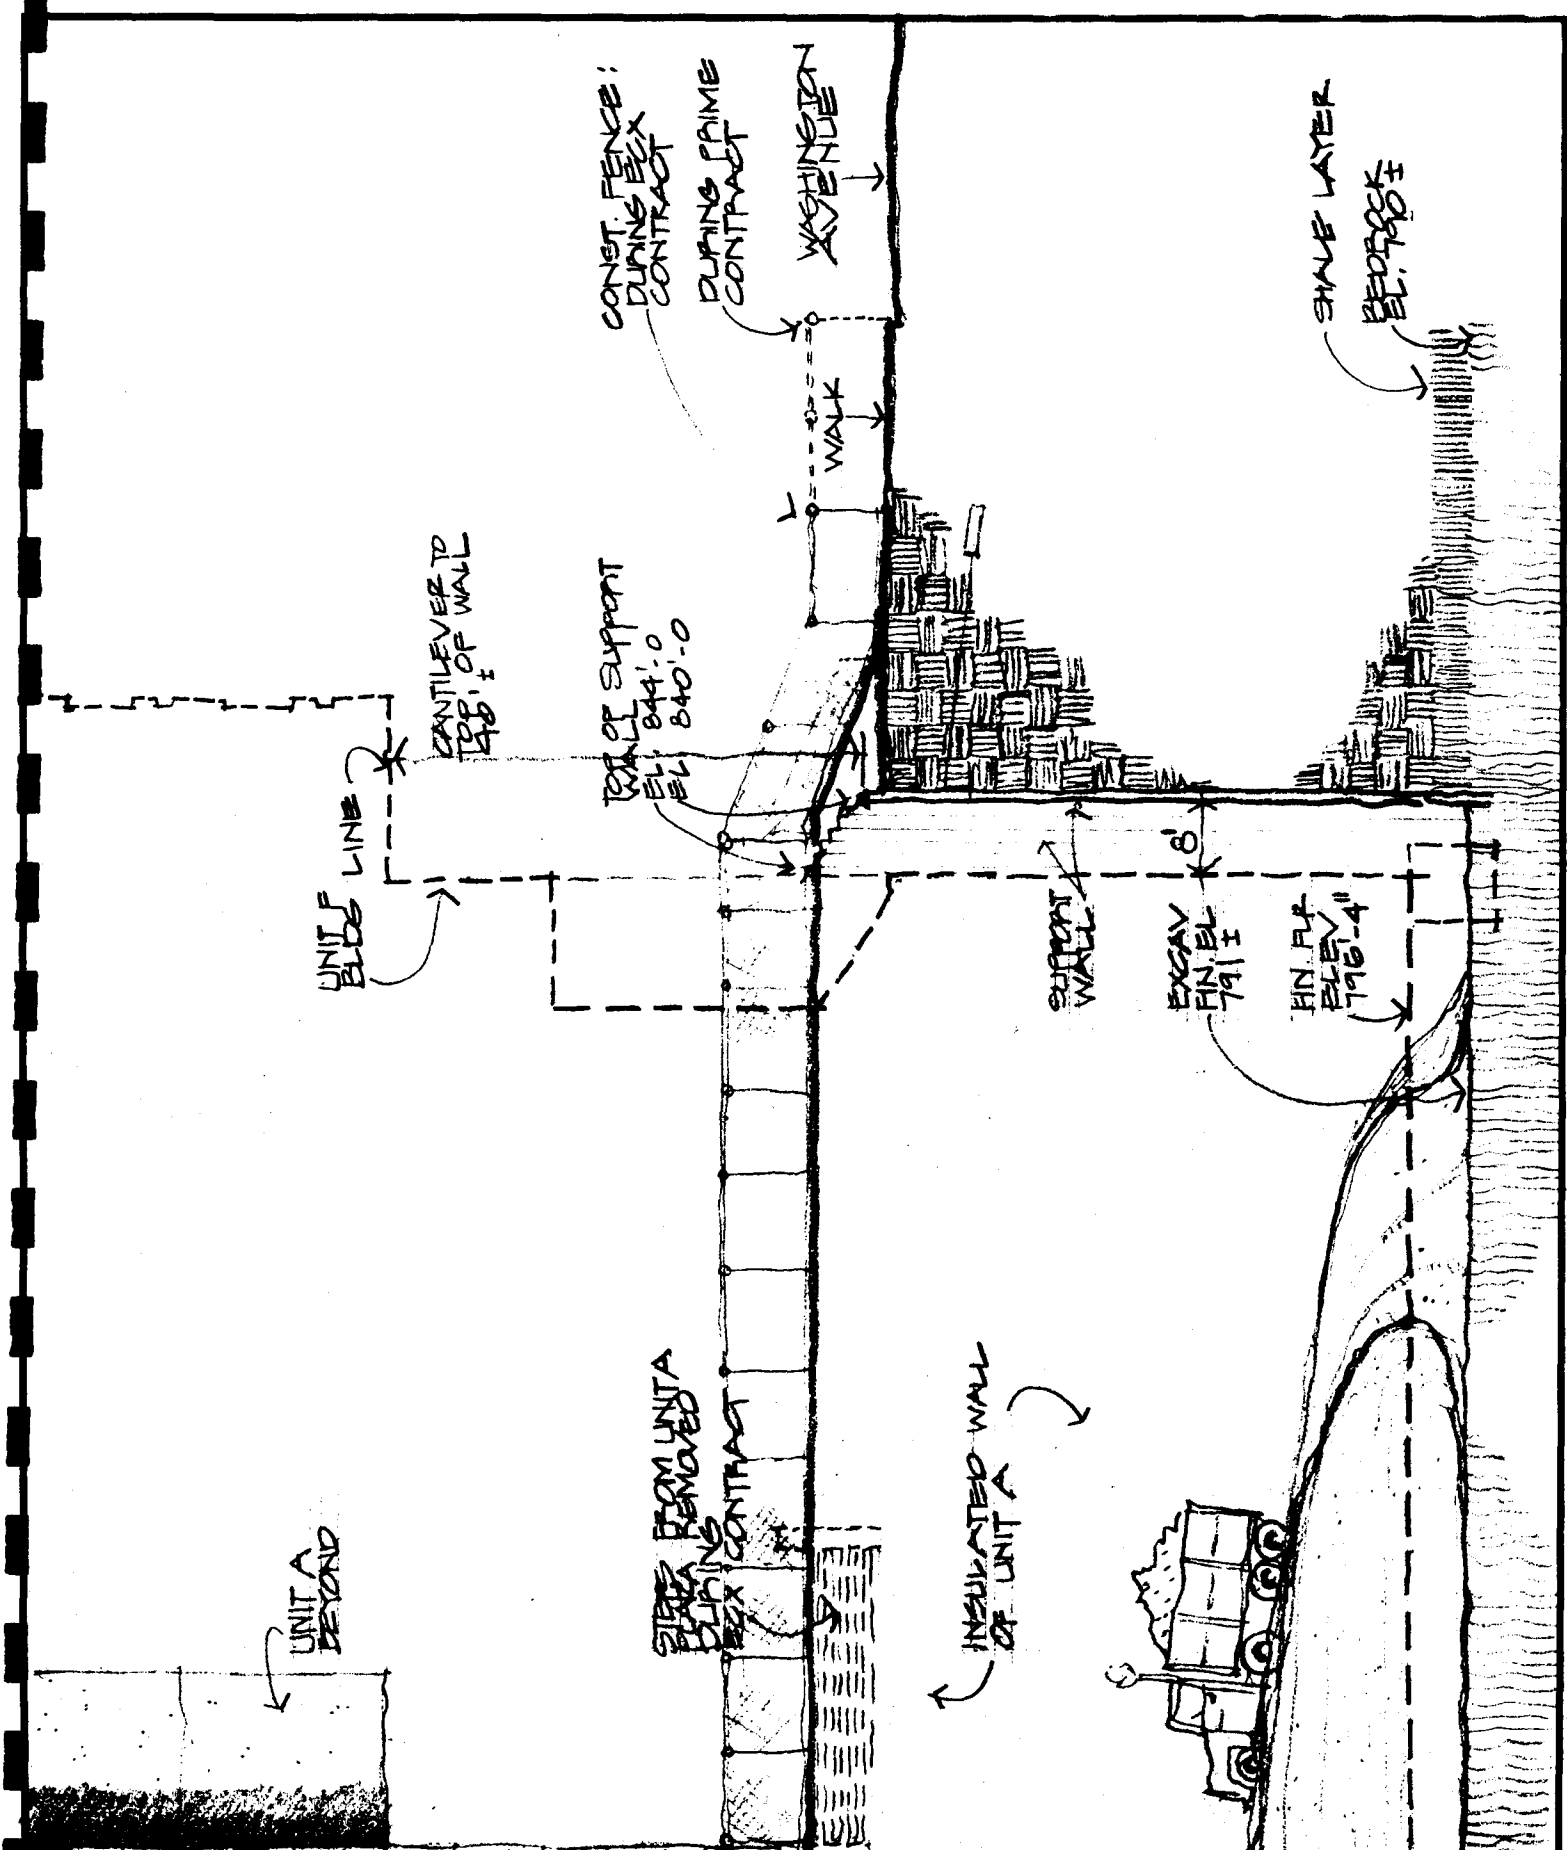 UNIT A
BEYOND
UNIT F
BLDG LINE
CANTILEVER TO
TOP OF WALL
±
CONST. FENCE:
DURING ECX
CONTRACT
DURING PRIME
CONTRACT
WASHINGTON
AVENUE
WALK
TOP OF SUPPORT
WALL
EL. 844'-0
EL. 840'-0
STEPS FROM UNIT A
PLAZA REMOVED
DURING
ECX CONTRACT
INSULATED WALL
OF UNIT A
SUPPORT
WALL
8'
EXCAV
FIN. EL
791±
FIN FLR
ELEV
796'-4"
SHALE LAYER
BEDROCK
EL. 790±